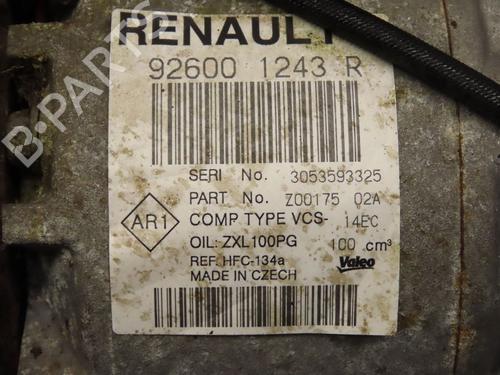 RENAULT
92600 1243 R
SERI No. 3053593325
PART No. Z00175 02A
COMP TYPE VCS- 14EC
AR1
OIL: ZXL100PG 100 cm³
REF. HFC-134a
MADE IN CZECH
Valeo
B-PARTS